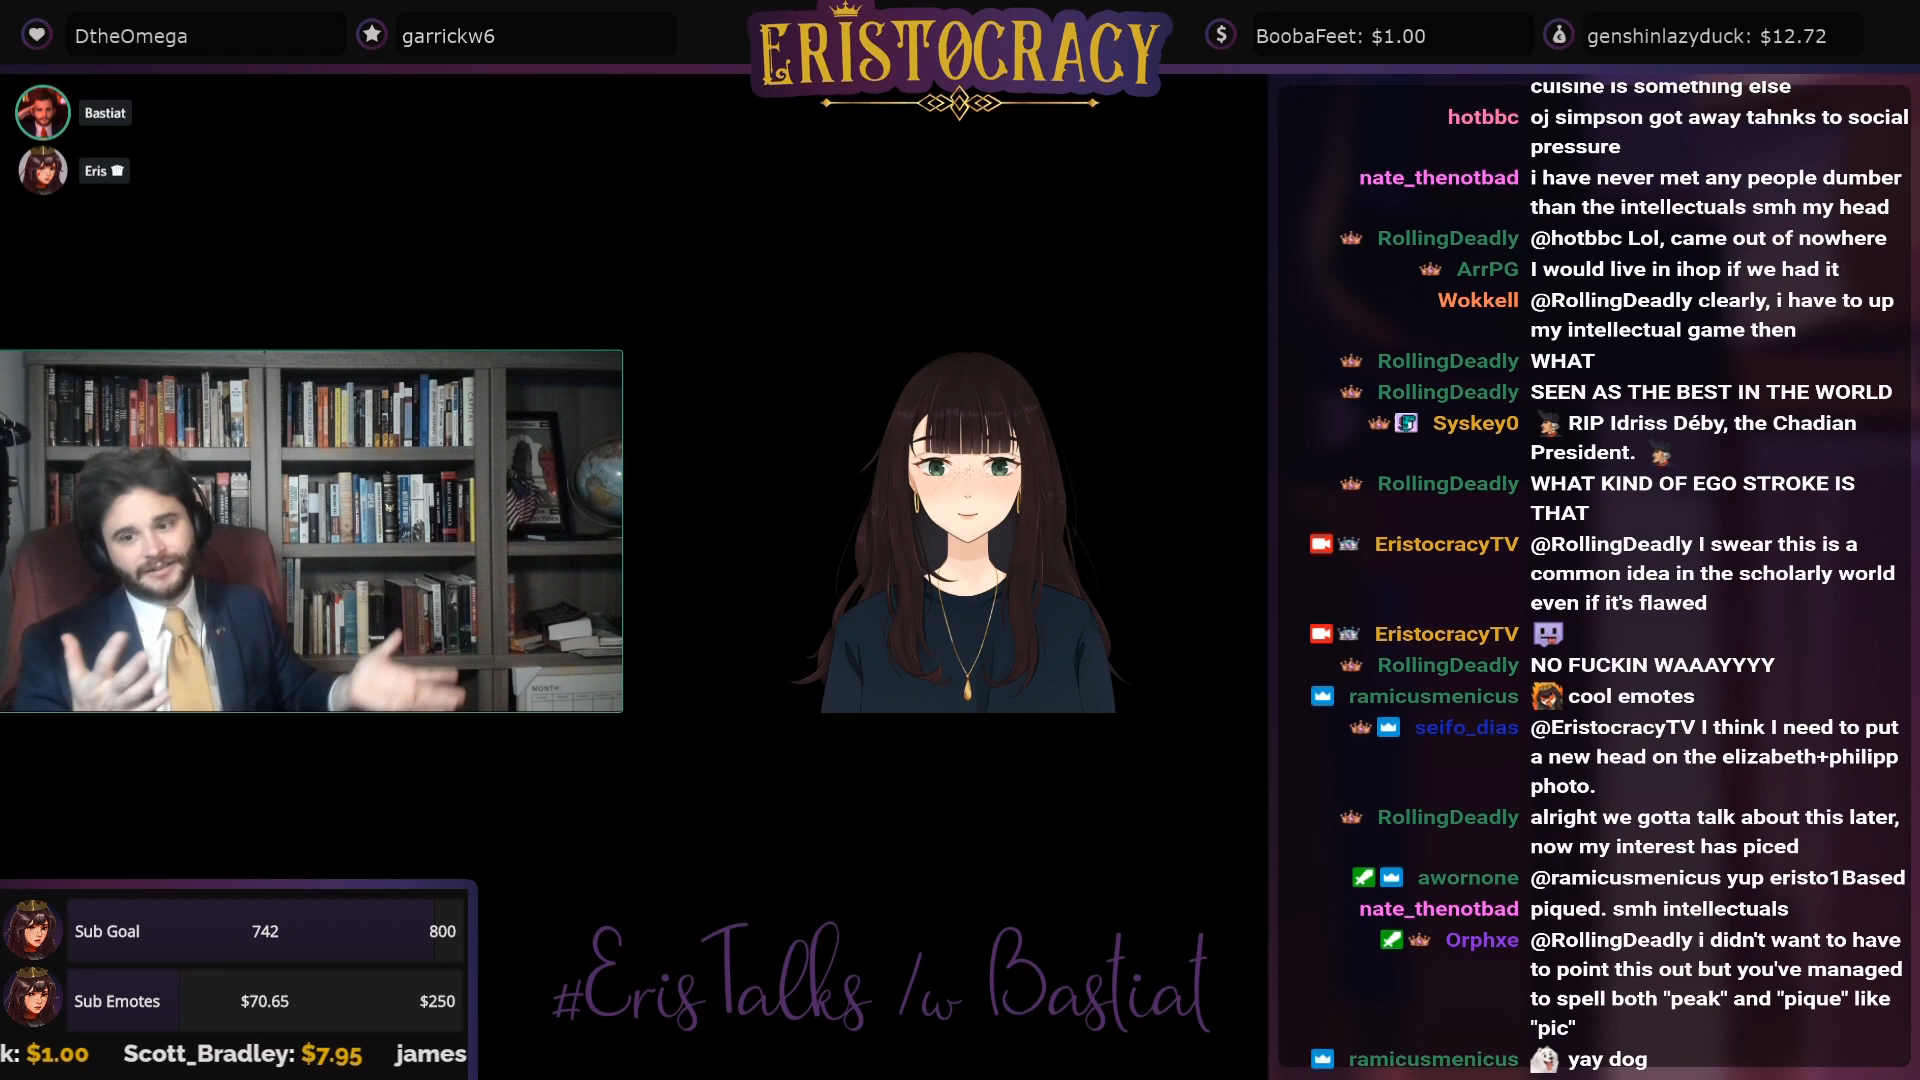 DtheOmega
garrickw6
ERISTOCRACY
BoobaFeet: $1.00
genshinlazyduck: $12.72
Bastiat
Eris
MONTH:
Sub Goal 742 800
Sub Emotes $70.65 $250
k: $1.00 Scott_Bradley: $7.95 james
#ErisTalks /w Bastiat
cuisine is something else
hotbbc oj simpson got away tahnks to social
pressure
nate_thenotbad i have never met any people dumber
than the intellectuals smh my head
RollingDeadly @hotbbc Lol, came out of nowhere
ArrPG I would live in ihop if we had it
Wokkell @RollingDeadly clearly, i have to up
my intellectual game then
RollingDeadly WHAT
RollingDeadly SEEN AS THE BEST IN THE WORLD
Syskey0 RIP Idriss Déby, the Chadian
President.
RollingDeadly WHAT KIND OF EGO STROKE IS
THAT
EristocracyTV @RollingDeadly I swear this is a
common idea in the scholarly world
even if it's flawed
EristocracyTV
RollingDeadly NO FUCKIN WAAAYYYY
ramicusmenicus cool emotes
seifo_dias @EristocracyTV I think I need to put
a new head on the elizabeth+philipp
photo.
RollingDeadly alright we gotta talk about this later,
now my interest has piced
awornone @ramicusmenicus yup eristo1Based
nate_thenotbad piqued. smh intellectuals
Orphxe @RollingDeadly i didn't want to have
to point this out but you've managed
to spell both "peak" and "pique" like
"pic"
ramicusmenicus yay dog